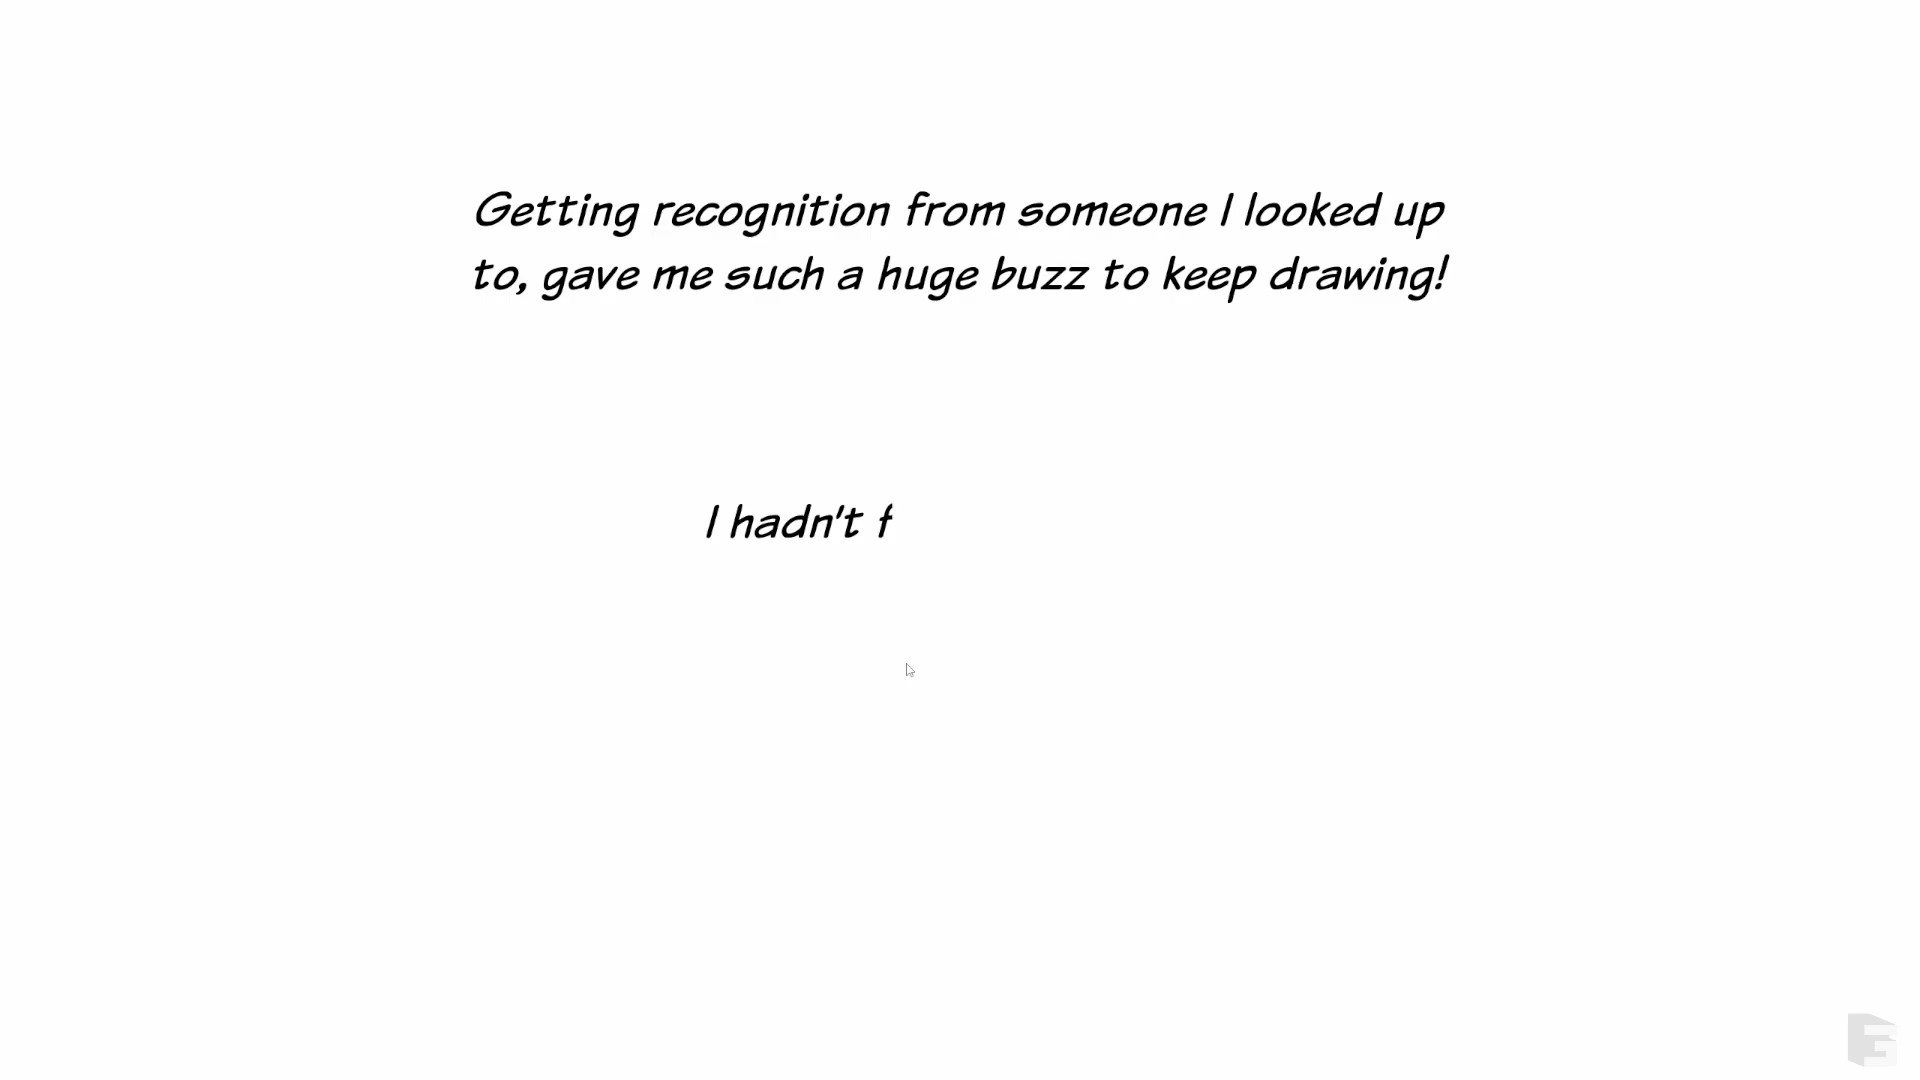 Getting recognition from someone I looked up
to, gave me such a huge buzz to keep drawing!
I hadn't f